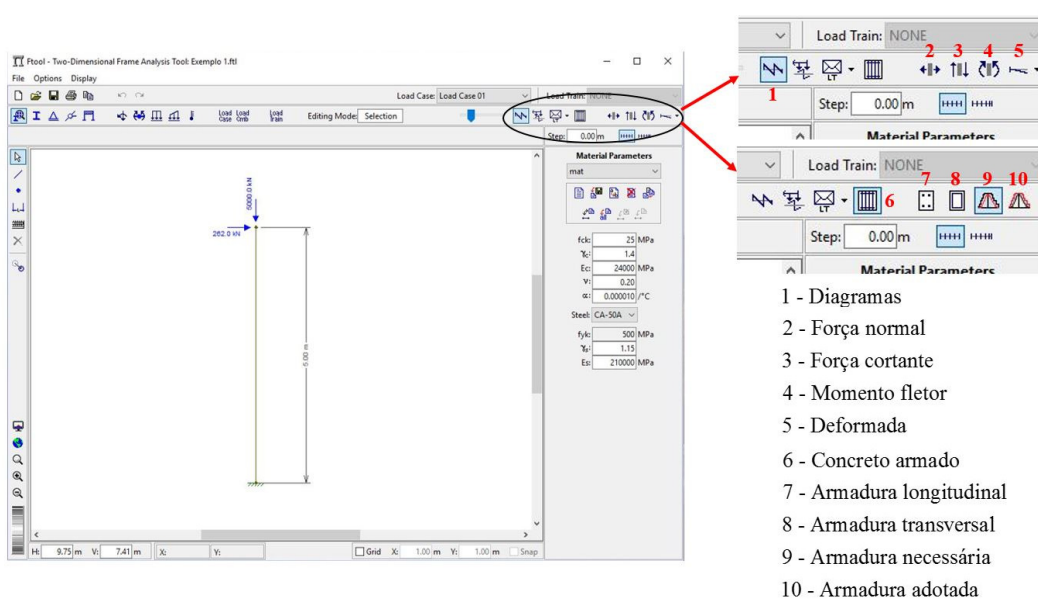 Ftool - Two-Dimensional Frame Analysis Tool: Exemplo 1.ftl
File Options Display
Load Case: Load Case 01
Load Train: NONE
Load Case
Load Cmb
Load Train
Editing Mode: Selection
LT
Step: 0.00 m
5000.0 kN
262.0 kN
5.00 m
Material Parameters
mat
fck: 25 MPa
γc: 1.4
Ec: 24000 MPa
ν: 0.20
α: 0.000010 /°C
Steel: CA-50A
fyk: 500 MPa
γs: 1.15
Es: 210000 MPa
H: 9.75 m V: 7.41 m X: Y: Grid X: 1.00 m Y: 1.00 m Snap
Load Train: NONE
2 3 4 5
LT
1
Step: 0.00 m
Material Parameters
Load Train: NONE
7 8 9 10
LT
6
Step: 0.00 m
Material Parameters
1 - Diagramas
2 - Força normal
3 - Força cortante
4 - Momento fletor
5 - Deformada
6 - Concreto armado
7 - Armadura longitudinal
8 - Armadura transversal
9 - Armadura necessária
10 - Armadura adotada